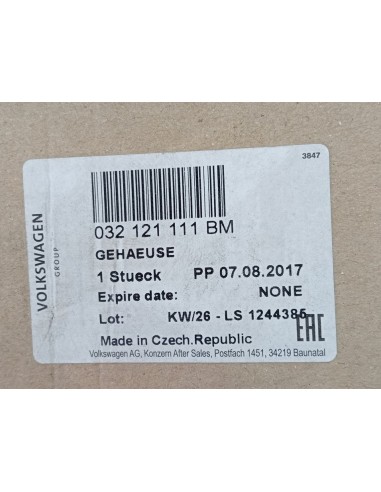 3847
VOLKSWAGEN
GROUP
032 121 111 BM
GEHAEUSE
1 Stueck PP 07.08.2017
Expire date: NONE
Lot: KW/26 - LS 1244385
EAC
Made in Czech.Republic
Volkswagen AG, Konzern After Sales, Postfach 1451, 34219 Baunatal